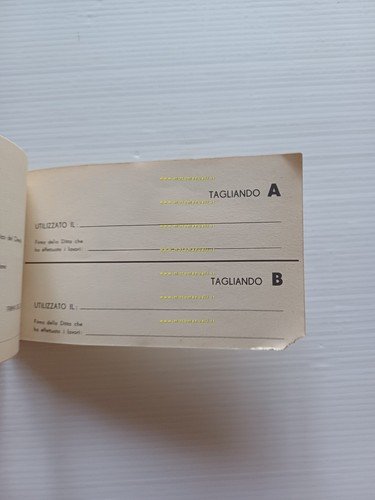 TAGLIANDO A
UTILIZZATO IL:
Firma della Ditta che
ha effettuato i lavori:
TAGLIANDO B
UTILIZZATO IL:
Firma della Ditta che
ha effettuato i lavori: